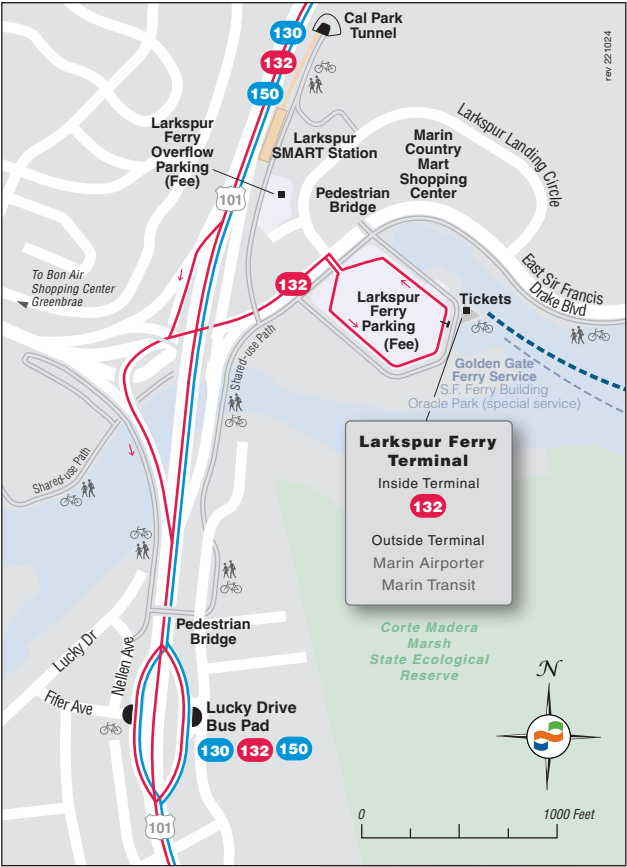 Cal Park
Tunnel
130
132
150
rev 221024
Larkspur
Ferry
Overflow
Parking
(Fee)
Larkspur
SMART Station
Marin
Country
Mart
Shopping
Center
Larkspur Landing Circle
Pedestrian
Bridge
101
To Bon Air
Shopping Center
Greenbrae
132
Larkspur
Ferry
Parking
(Fee)
Tickets
East Sir Francis
Drake Blvd
Shared-use Path
Golden Gate
Ferry Service
S.F. Ferry Building
Oracle Park (special service)
Shared-use Path
Larkspur Ferry
Terminal
Inside Terminal
132
Outside Terminal
Marin Airporter
Marin Transit
Pedestrian
Bridge
Corte Madera
Marsh
State Ecological
Reserve
Lucky Dr
Nellen Ave
Fifer Ave
Lucky Drive
Bus Pad
130 132 150
N
101
0 1000 Feet